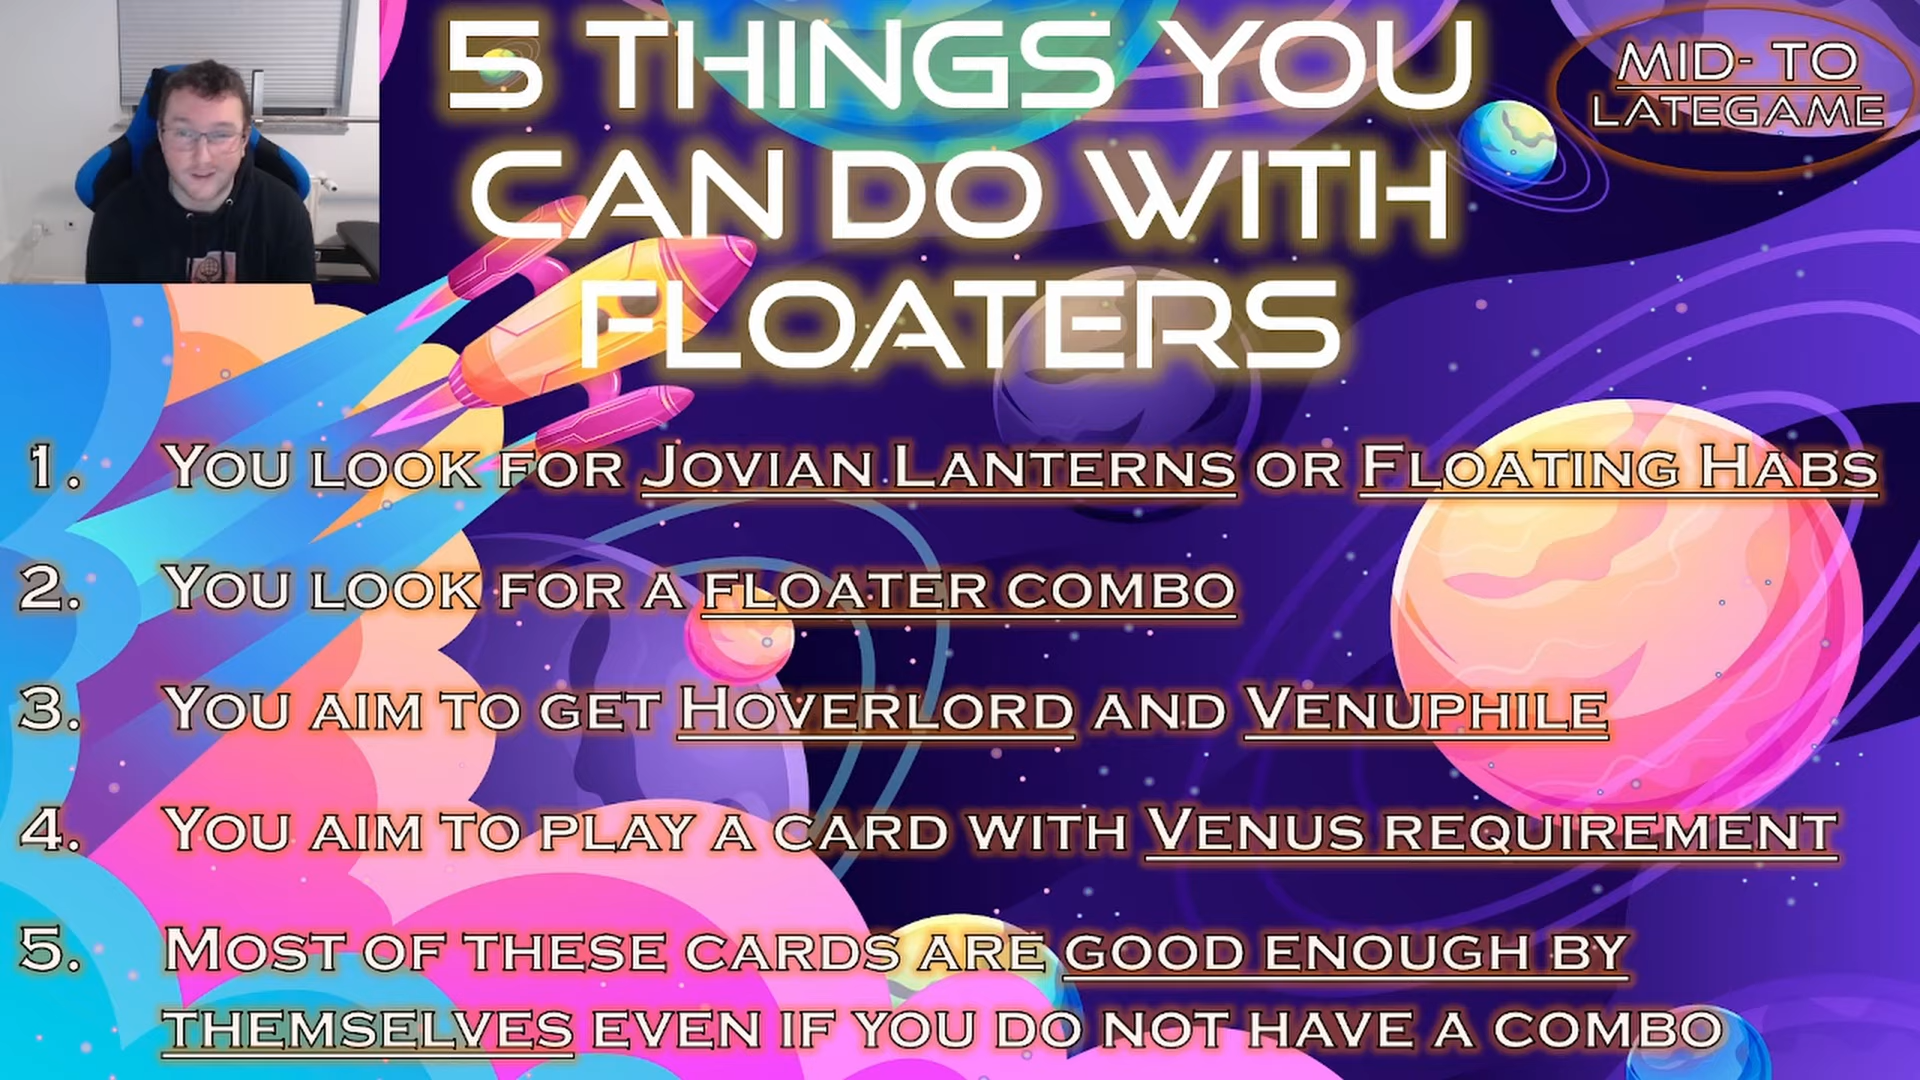 5 THINGS YOU
CAN DO WITH
FLOATERS
MID- TO
LATEGAME
1. YOU LOOK FOR JOVIAN LANTERNS OR FLOATING HABS
2. YOU LOOK FOR A FLOATER COMBO
3. YOU AIM TO GET HOVERLORD AND VENUPHILE
4. YOU AIM TO PLAY A CARD WITH VENUS REQUIREMENT
5. MOST OF THESE CARDS ARE GOOD ENOUGH BY
THEMSELVES EVEN IF YOU DO NOT HAVE A COMBO